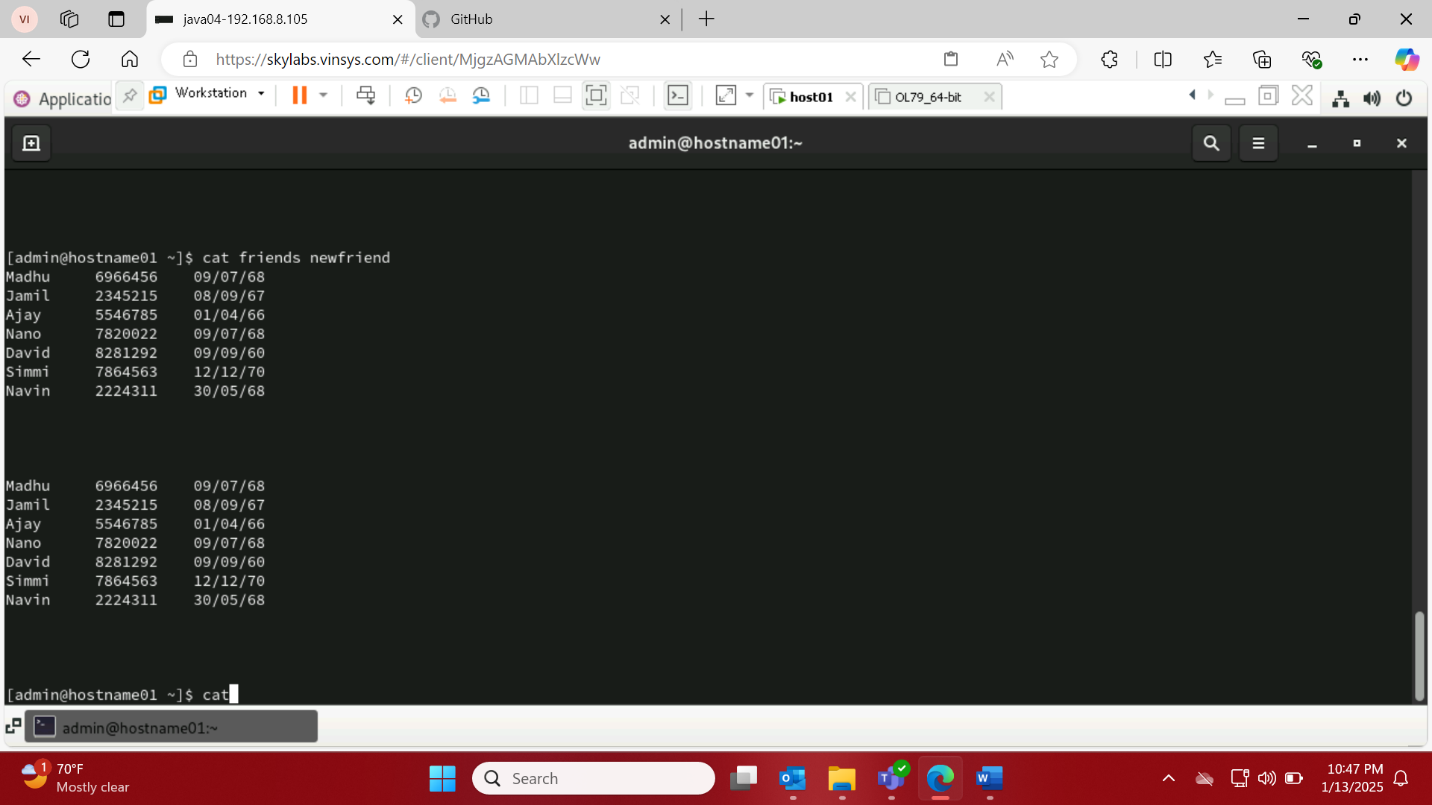 VI
java04-192.168.8.105
GitHub
https://skylabs.vinsys.com/#/client/MjgzAGMAbXlzcWw
Applicatio
Workstation
host01
OL79_64-bit
admin@hostname01:~
[admin@hostname01 ~]$ cat friends newfriend
Madhu 6966456 09/07/68
Jamil 2345215 08/09/67
Ajay 5546785 01/04/66
Nano 7820022 09/07/68
David 8281292 09/09/60
Simmi 7864563 12/12/70
Navin 2224311 30/05/68
Madhu 6966456 09/07/68
Jamil 2345215 08/09/67
Ajay 5546785 01/04/66
Nano 7820022 09/07/68
David 8281292 09/09/60
Simmi 7864563 12/12/70
Navin 2224311 30/05/68
[admin@hostname01 ~]$ cat
admin@hostname01:~
1
70°F
Mostly clear
Search
10:47 PM
1/13/2025